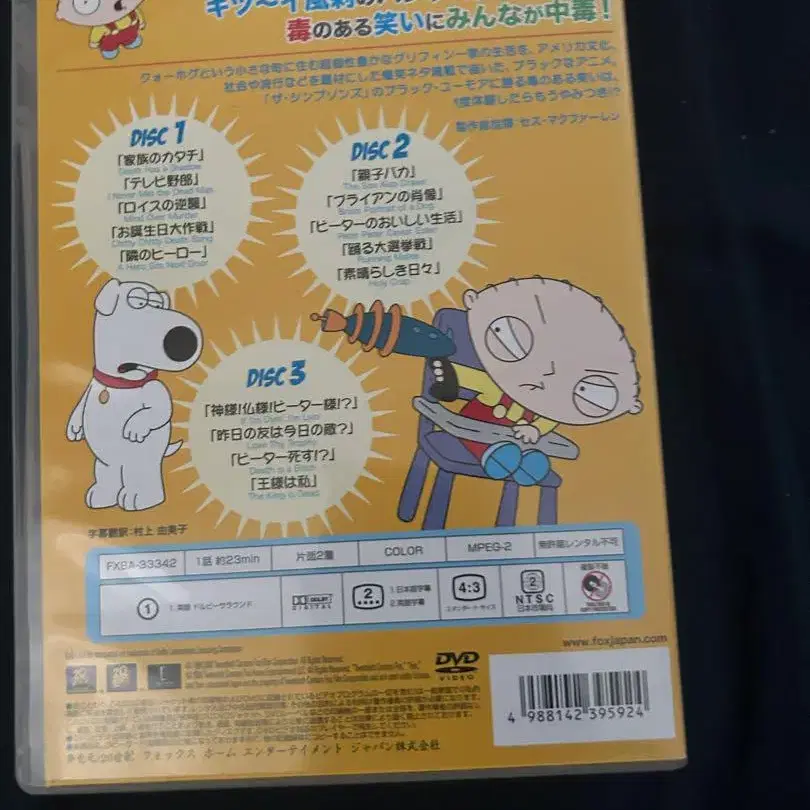 毒のある笑いにみんなが中毒!
クォーホグという小さな町に住む超個性豊かなグリフィン一家の生活を、アメリカ文化、
社会や流行などを題材にした爆笑ネタ満載で描いた、ブラックなアニメ。
「ザ・シンプソンズ」のブラック・ユーモアに勝る毒のある笑いは、
1度体験したらもうやみつき!?
製作総指揮:セス・マクファーレン
DISC 1
「家族のカタチ」
Death Has a Shadow
「テレビ野郎」
I Never Met the Dead Man
「ロイスの逆襲」
Mind Over Murder
「お誕生日大作戦」
Chitty Chitty Death Bang
「隣のヒーロー」
A Hero Sits Next Door
DISC 2
「親子バカ」
The Son Also Draws
「ブライアンの肖像」
Brian: Portrait of a Dog
「ピーターのおいしい生活」
Peter, Peter, Caviar Eater
「踊る大選挙戦」
Running Mates
「素晴らしき日々」
Holy Crap
DISC 3
「神様!仏様!ピーター様!?」
If I'm Dyin', I'm Lyin'
「昨日の友は今日の敵?」
Love Thy Trophy
「ピーター死す!?」
Death is a Bitch
「王様は私」
The King is Dead
字幕翻訳:村上 由美子
FXBA-33342
1話 約23min
片面2層
COLOR
MPEG-2
無許諾レンタル不可
1
1. 英語 ドルビーサラウンド
DOLBY
DIGITAL
2
1.日本語字幕
2.英語字幕
4:3
スタンダード・サイズ
2
NTSC
日本市場向
複製不能
www.foxjapan.com
DVD
VIDEO
4 988142 395924
発売元/20世紀 フォックス ホーム エンターテイメント ジャパン株式会社